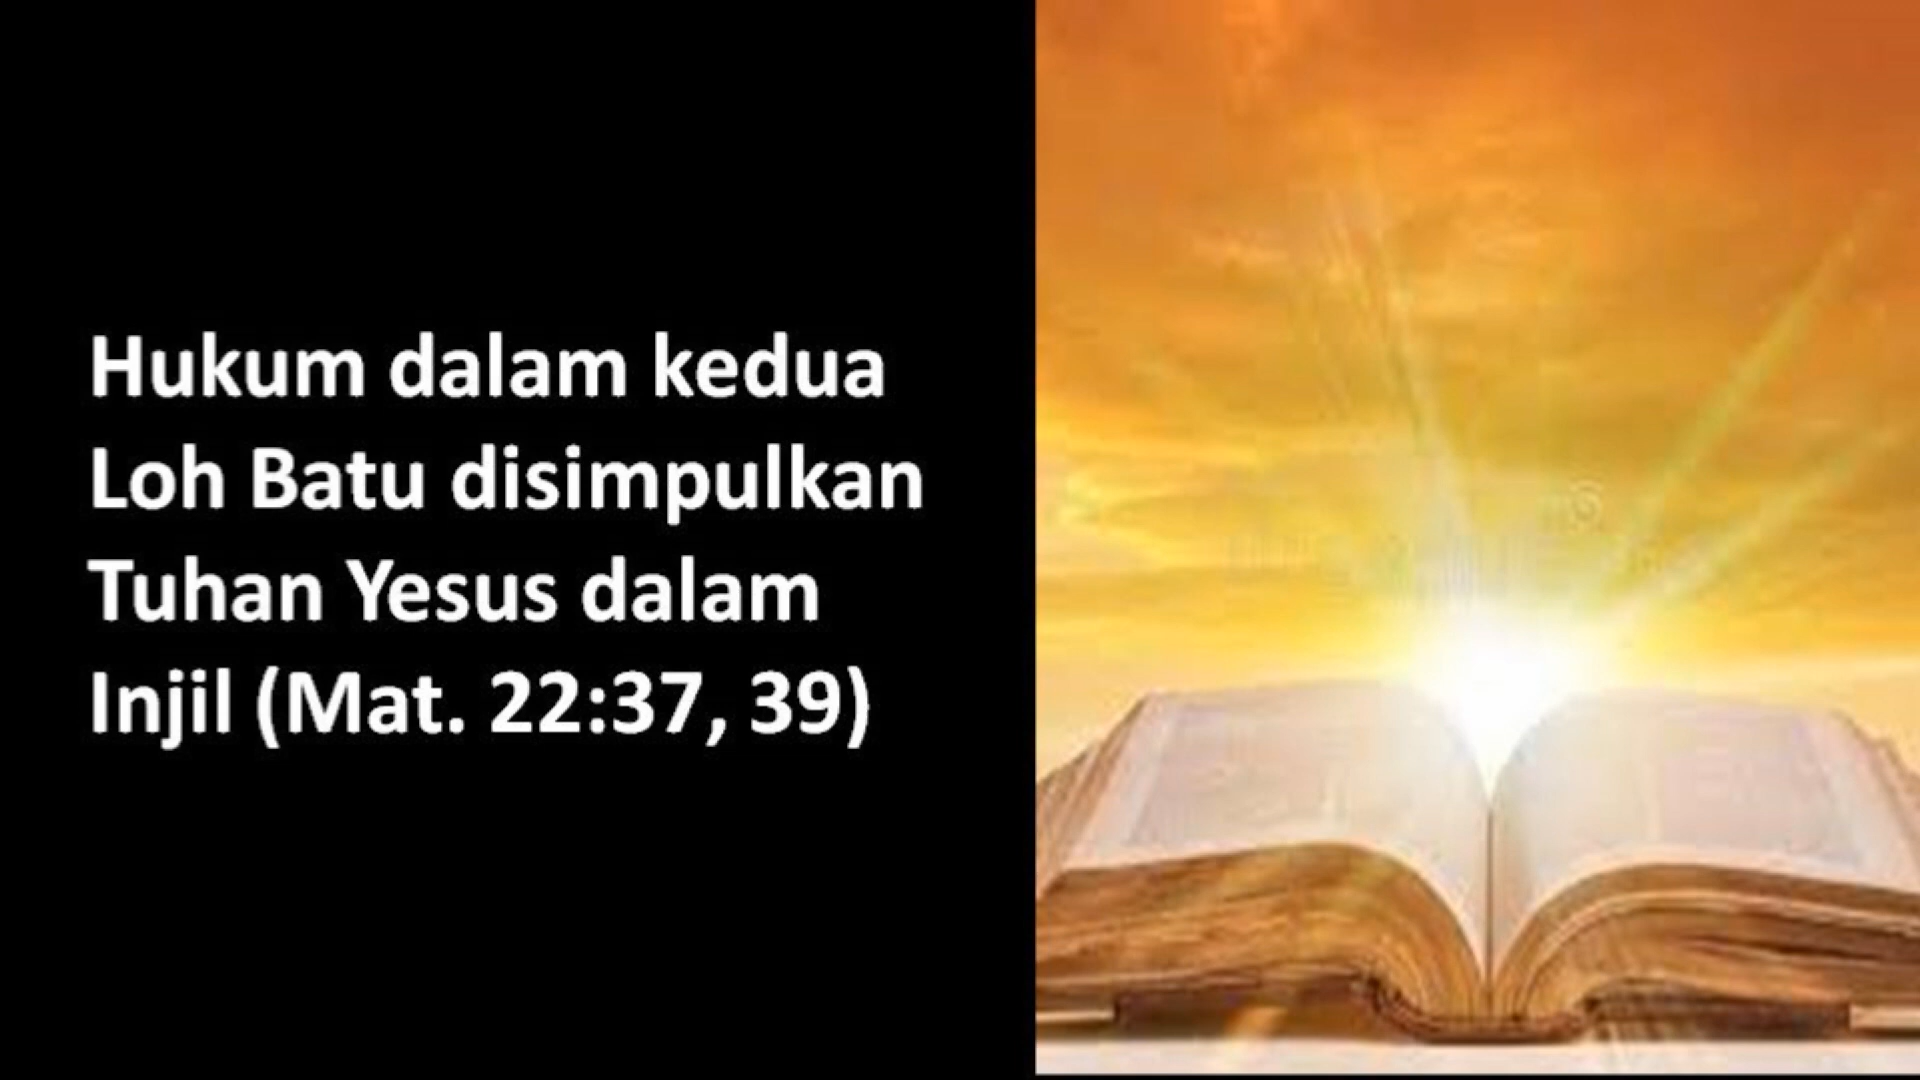 Hukum dalam kedua
Loh Batu disimpulkan
Tuhan Yesus dalam
Injil (Mat. 22:37, 39)